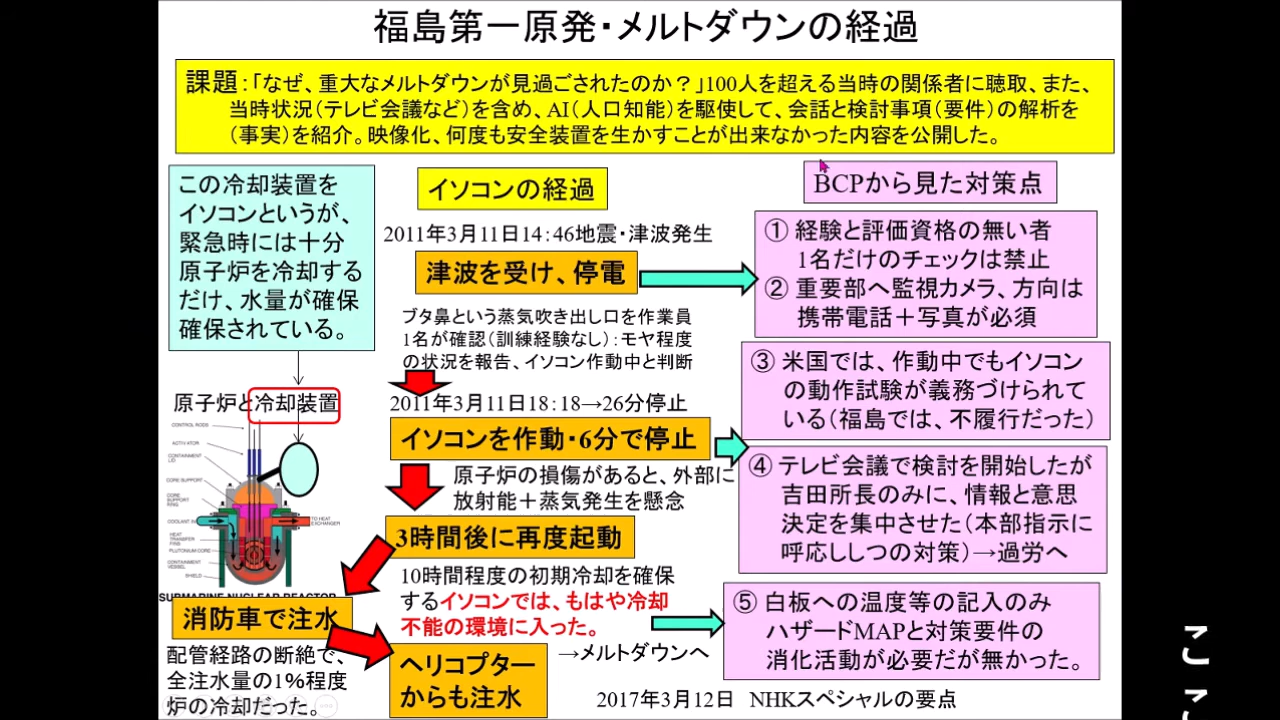 福島第一原発・メルトダウンの経過
課題：「なぜ、重大なメルトダウンが見過ごされたのか？」100人を超える当時の関係者に聴取、また、
当時状況（テレビ会議など）を含め、AI（人口知能）を駆使して、会話と検討事項（要件）の解析を
（事実）を紹介。映像化、何度も安全装置を生かすことが出来なかった内容を公開した。
この冷却装置を
イソコンというが、
緊急時には十分
原子炉を冷却する
だけ、水量が確保
確保されている。
原子炉と冷却装置
CONTROL RODS
ACTIVATOR
CONTAINMENT
LID
CORE SUPPORT
CORE
SUPPORT
RING
COOLANT IN
HEAT
TRANSFER
FINS
PLUTONIUM CORE
CONTAINMENT
VESSEL
SHIELD
TO HEAT
EXCHANGER
SUBMARINE NUCLEAR REACTOR
消防車で注水
配管経路の断絶で、
全注水量の1%程度
炉の冷却だった。
イソコンの経過
2011年3月11日14：46地震・津波発生
津波を受け、停電
ブタ鼻という蒸気吹き出し口を作業員
1名が確認（訓練経験なし）：モヤ程度
の状況を報告、イソコン作動中と判断
2011年3月11日18：18→26分停止
イソコンを作動・6分で停止
原子炉の損傷があると、外部に
放射能＋蒸気発生を懸念
3時間後に再度起動
10時間程度の初期冷却を確保
するイソコンでは、もはや冷却
不能の環境に入った。
→メルトダウンへ
ヘリコプター
からも注水
BCPから見た対策点
① 経験と評価資格の無い者
1名だけのチェックは禁止
② 重要部へ監視カメラ、方向は
携帯電話＋写真が必須
③ 米国では、作動中でもイソコン
の動作試験が義務づけられて
いる（福島では、不履行だった）
④ テレビ会議で検討を開始したが
吉田所長のみに、情報と意思
決定を集中させた（本部指示に
呼応ししつの対策）→過労へ
⑤ 白板への温度等の記入のみ
ハザードMAPと対策要件の
消化活動が必要だが無かった。
2017年3月12日 NHKスペシャルの要点
こ